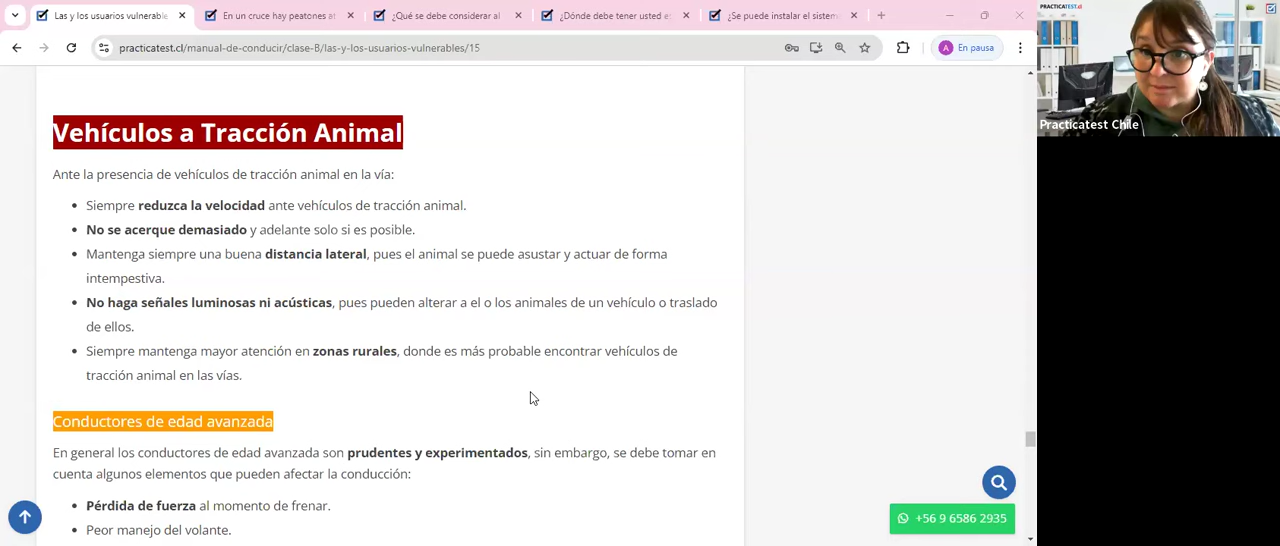 Las y los usuarios vulnerable
En un cruce hay peatones at
¿Qué se debe considerar al
¿Dónde debe tener usted es
¿Se puede instalar el sistem
practicatest.cl/manual-de-conducir/clase-B/las-y-los-usuarios-vulnerables/15
A En pausa
PRACTICATEST.cl
Practicatest Chile
Vehículos a Tracción Animal
Ante la presencia de vehículos de tracción animal en la vía:
Siempre reduzca la velocidad ante vehículos de tracción animal.
No se acerque demasiado y adelante solo si es posible.
Mantenga siempre una buena distancia lateral, pues el animal se puede asustar y actuar de forma
intempestiva.
No haga señales luminosas ni acústicas, pues pueden alterar a el o los animales de un vehículo o traslado
de ellos.
Siempre mantenga mayor atención en zonas rurales, donde es más probable encontrar vehículos de
tracción animal en las vías.
Conductores de edad avanzada
En general los conductores de edad avanzada son prudentes y experimentados, sin embargo, se debe tomar en
cuenta algunos elementos que pueden afectar la conducción:
Pérdida de fuerza al momento de frenar.
Peor manejo del volante.
+56 9 6586 2935